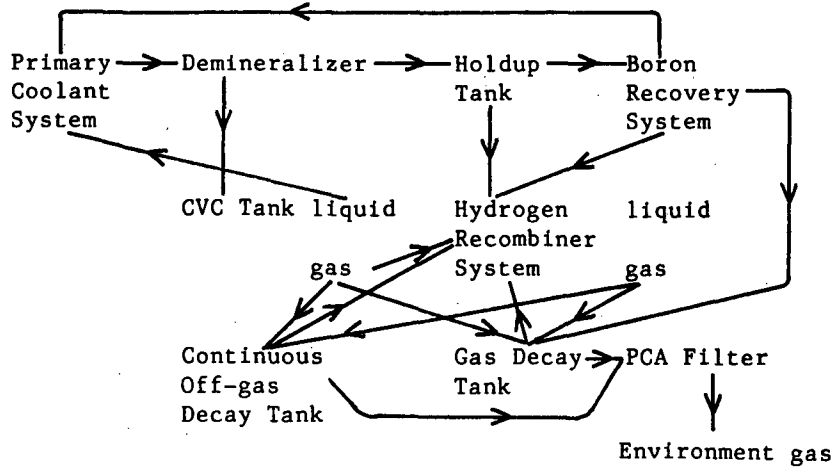 Primary Demineralizer Holdup Boron
Coolant Tank Recovery
System System
CVC Tank liquid Hydrogen liquid
Recombiner
gas System gas
Continuous Gas Decay PCA Filter
Off-gas Tank
Decay Tank
Environment gas